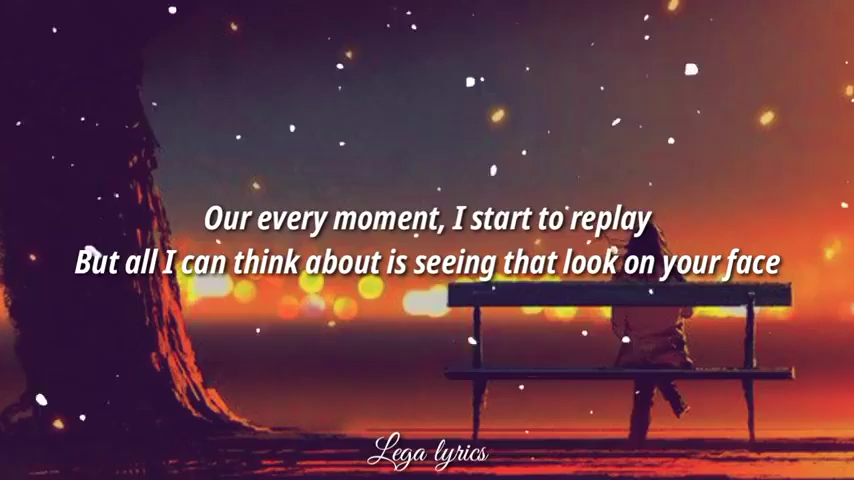 Our every moment, I start to replay
But all I can think about is seeing that look on your face
Lega lyrics